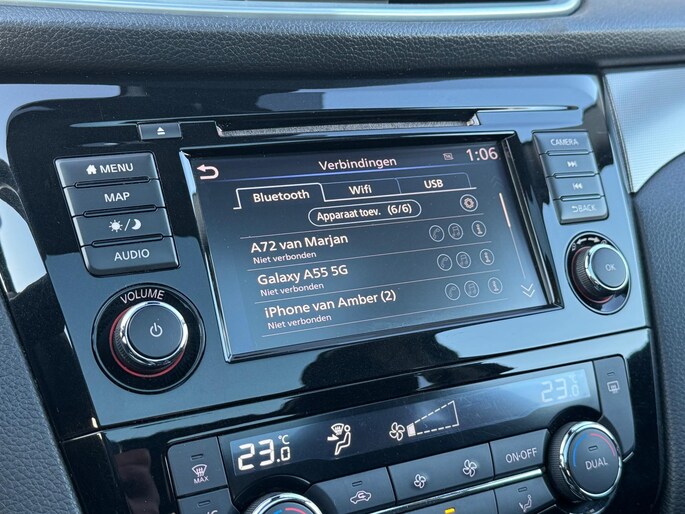 Verbindingen 1:06
Bluetooth Wifi USB
Apparaat toev. (6/6)
A72 van Marjan
Niet verbonden
Galaxy A55 5G
Niet verbonden
iPhone van Amber (2)
Niet verbonden
MENU
MAP
AUDIO
VOLUME
CAMERA
BACK
OK
23.0 °C
23.0
MAX
ON·OFF
DUAL